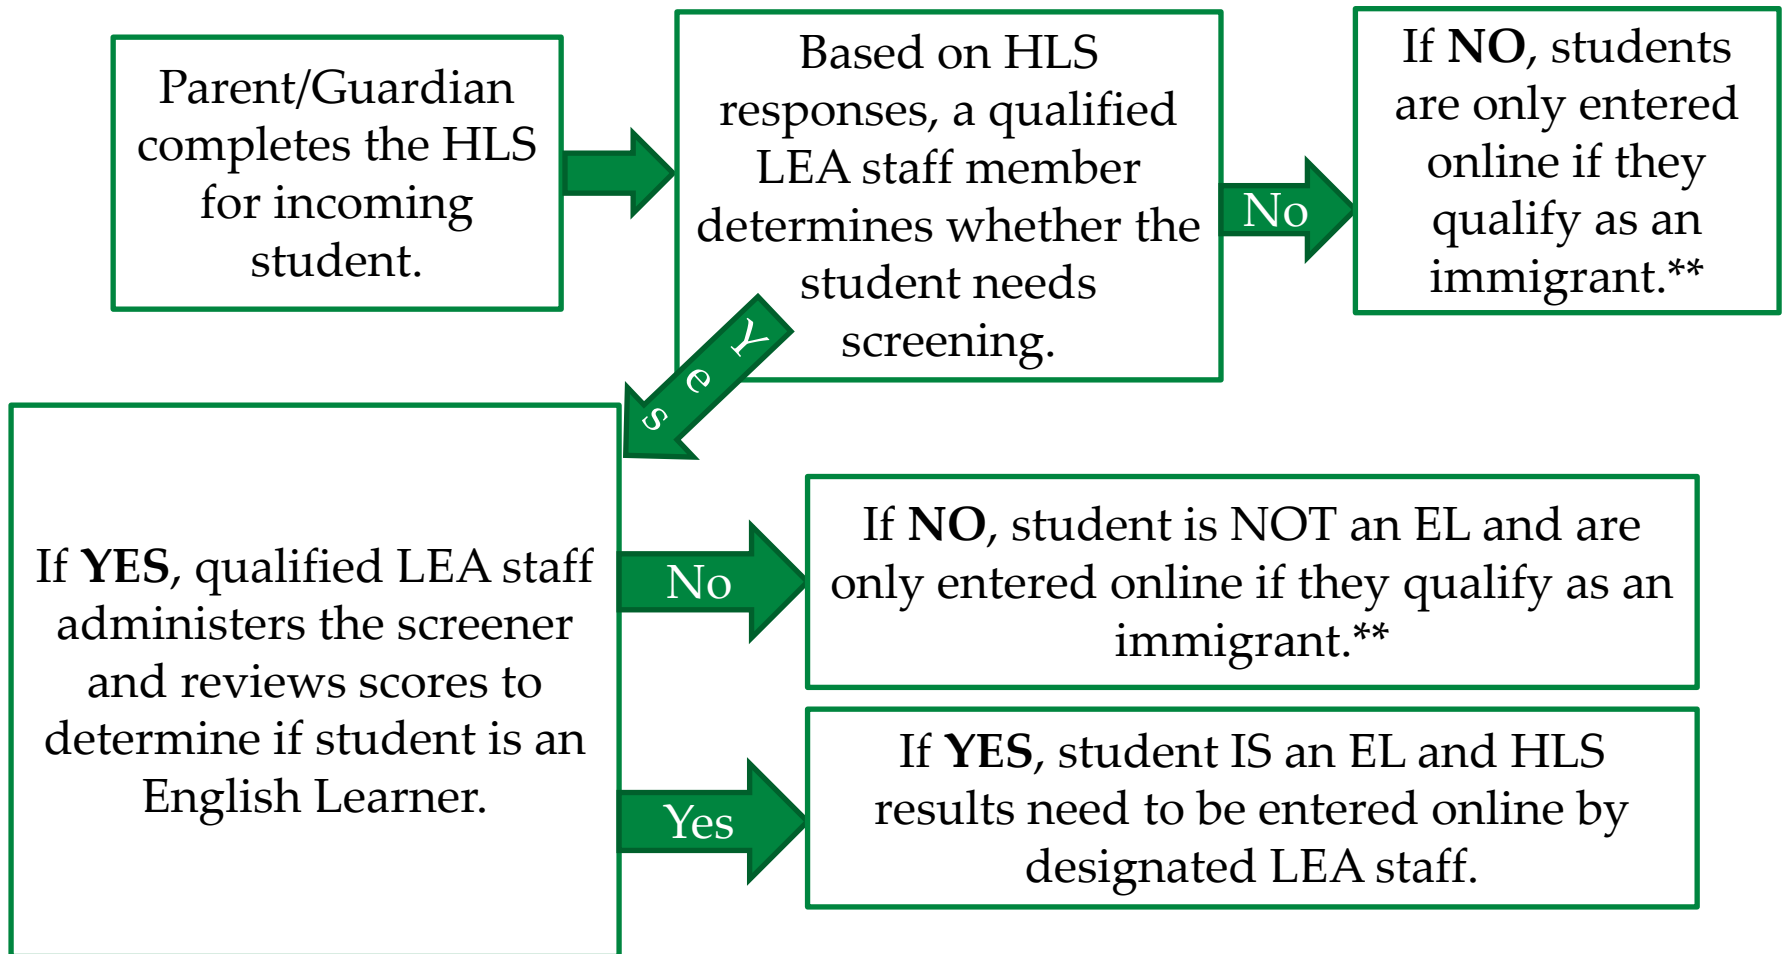 Parent/Guardian
completes the HLS
for incoming
student.
Based on HLS
responses, a qualified
LEA staff member
determines whether the
student needs
screening.
No
If NO, students
are only entered
online if they
qualify as an
immigrant.**
Yes
If YES, qualified LEA staff
administers the screener
and reviews scores to
determine if student is an
English Learner.
No
If NO, student is NOT an EL and are
only entered online if they qualify as an
immigrant.**
Yes
If YES, student IS an EL and HLS
results need to be entered online by
designated LEA staff.